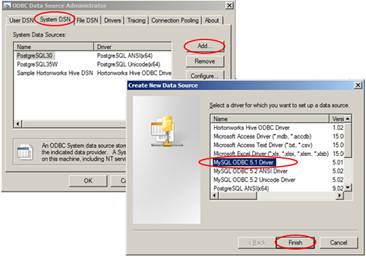 ODBC Data Source Administrator
User DSN System DSN File DSN Drivers Tracing Connection Pooling About
System Data Sources:
Name Driver
PostgreSQL30 PostgreSQL ANSI(x64)
PostgreSQL35W PostgreSQL Unicode(x64)
Sample Hortonworks Hive DSN Hortonworks Hive ODBC Driver
Add...
Remove
Configure...
An ODBC System data source stor
the indicated data provider. A Syst
on this machine, including NT servi
OK
Create New Data Source
Select a driver for which you want to set up a data source.
Name Versi
Hortonworks Hive ODBC Driver 1.02
Microsoft Access Driver (*.mdb, *.accdb) 15.0
Microsoft Access Text Driver (*.txt, *.csv) 15.0
Microsoft Excel Driver (*.xls, *.xlsx, *.xlsm, *.xlsb) 15.0
MySQL ODBC 5.1 Driver 5.01
MySQL ODBC 5.2 ANSI Driver 5.02
MySQL ODBC 5.2 Unicode Driver 5.02
PostgreSQL ANSI(x64) 9.02
< Back Finish Cancel